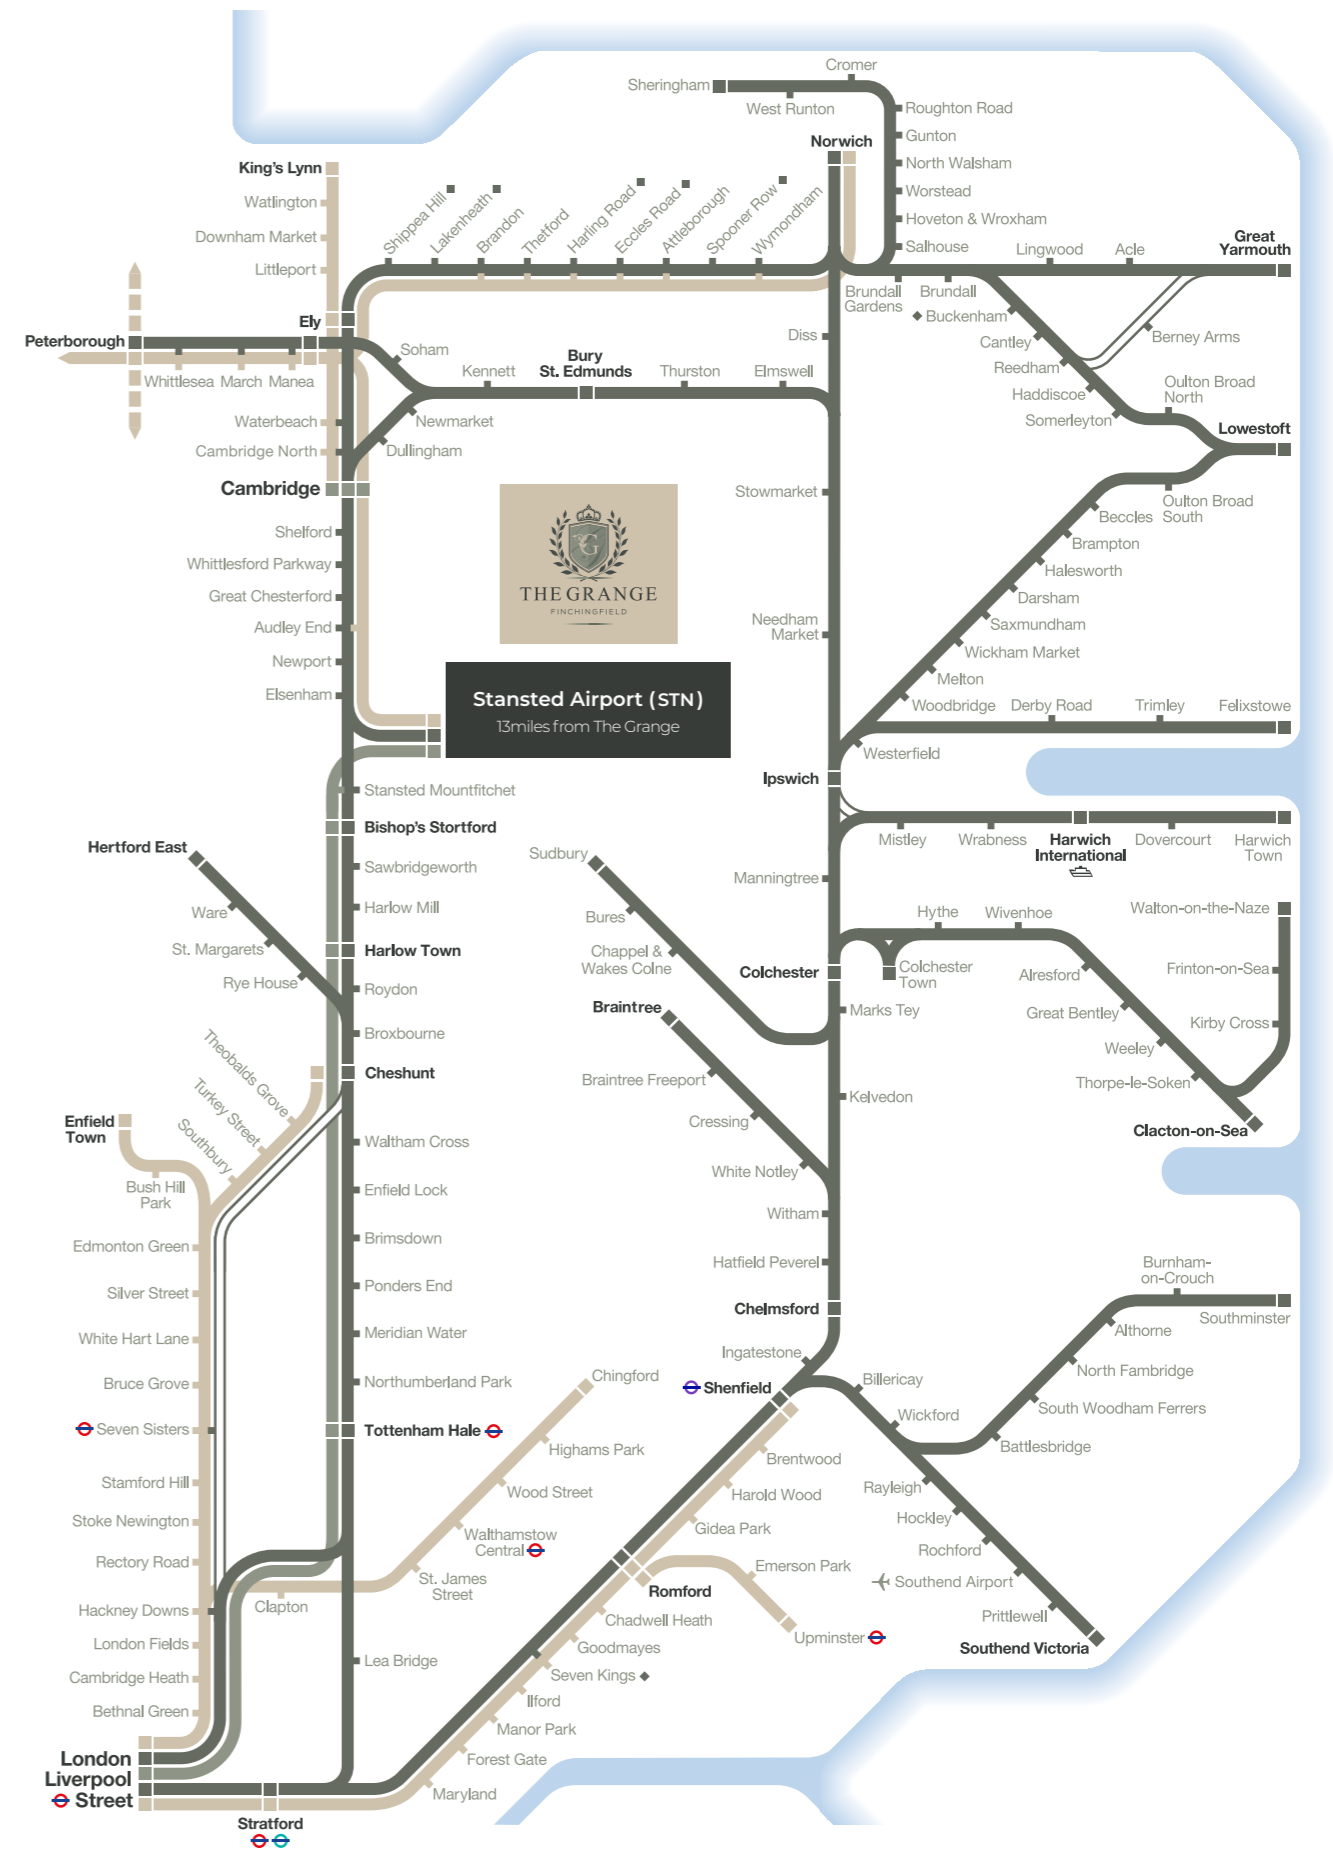 Cromer
Sheringham
West Runton
Roughton Road
Gunton
North Walsham
Worstead
Hoveton & Wroxham
Salhouse
Norwich
King's Lynn
Watlington
Downham Market
Littleport
Ely
Shippea Hill
Lakenheath
Brandon
Thetford
Harling Road
Eccles Road
Attleborough
Spooner Row
Wymondham
Lingwood
Acle
Great
Yarmouth
Brundall
Gardens
Brundall
Buckenham
Cantley
Reedham
Haddiscoe
Somerleyton
Berney Arms
Oulton Broad
North
Lowestoft
Oulton Broad
South
Beccles
Brampton
Halesworth
Darsham
Saxmundham
Wickham Market
Melton
Woodbridge
Derby Road
Trimley
Felixstowe
Westerfield
Peterborough
Whittlesea
March
Manea
Soham
Kennett
Bury
St. Edmunds
Thurston
Elmswell
Diss
Newmarket
Dullingham
Waterbeach
Cambridge North
Cambridge
Stowmarket
Needham
Market
Shelford
Whittlesford Parkway
Great Chesterford
Audley End
Newport
Elsenham
G
THE GRANGE
FINCHINGFIELD
Stansted Airport (STN)
13miles from The Grange
Ipswich
Mistley
Wrabness
Harwich
International
Dovercourt
Harwich
Town
Manningtree
Stansted Mountfitchet
Bishop's Stortford
Sawbridgeworth
Harlow Mill
Harlow Town
Roydon
Broxbourne
Cheshunt
Hertford East
Ware
St. Margarets
Rye House
Sudbury
Bures
Chappel &
Wakes Colne
Colchester
Hythe
Wivenhoe
Colchester
Town
Alresford
Great Bentley
Weeley
Thorpe-le-Soken
Clacton-on-Sea
Walton-on-the-Naze
Frinton-on-Sea
Kirby Cross
Marks Tey
Kelvedon
Braintree
Braintree Freeport
Cressing
White Notley
Witham
Hatfield Peverel
Chelmsford
Ingatestone
Shenfield
Theobalds Grove
Turkey Street
Southbury
Enfield
Town
Bush Hill
Park
Edmonton Green
Silver Street
White Hart Lane
Bruce Grove
Seven Sisters
Stamford Hill
Stoke Newington
Rectory Road
Hackney Downs
London Fields
Cambridge Heath
Bethnal Green
London
Liverpool
Street
Waltham Cross
Enfield Lock
Brimsdown
Ponders End
Meridian Water
Northumberland Park
Tottenham Hale
Lea Bridge
Stratford
Clapton
St. James
Street
Walthamstow
Central
Wood Street
Highams Park
Chingford
Billericay
Wickford
Battlesbridge
South Woodham Ferrers
North Fambridge
Althorne
Burnham-
on-Crouch
Southminster
Rayleigh
Hockley
Rochford
Southend Airport
Prittlewell
Southend Victoria
Brentwood
Harold Wood
Gidea Park
Romford
Emerson Park
Upminster
Chadwell Heath
Goodmayes
Seven Kings
Ilford
Manor Park
Forest Gate
Maryland